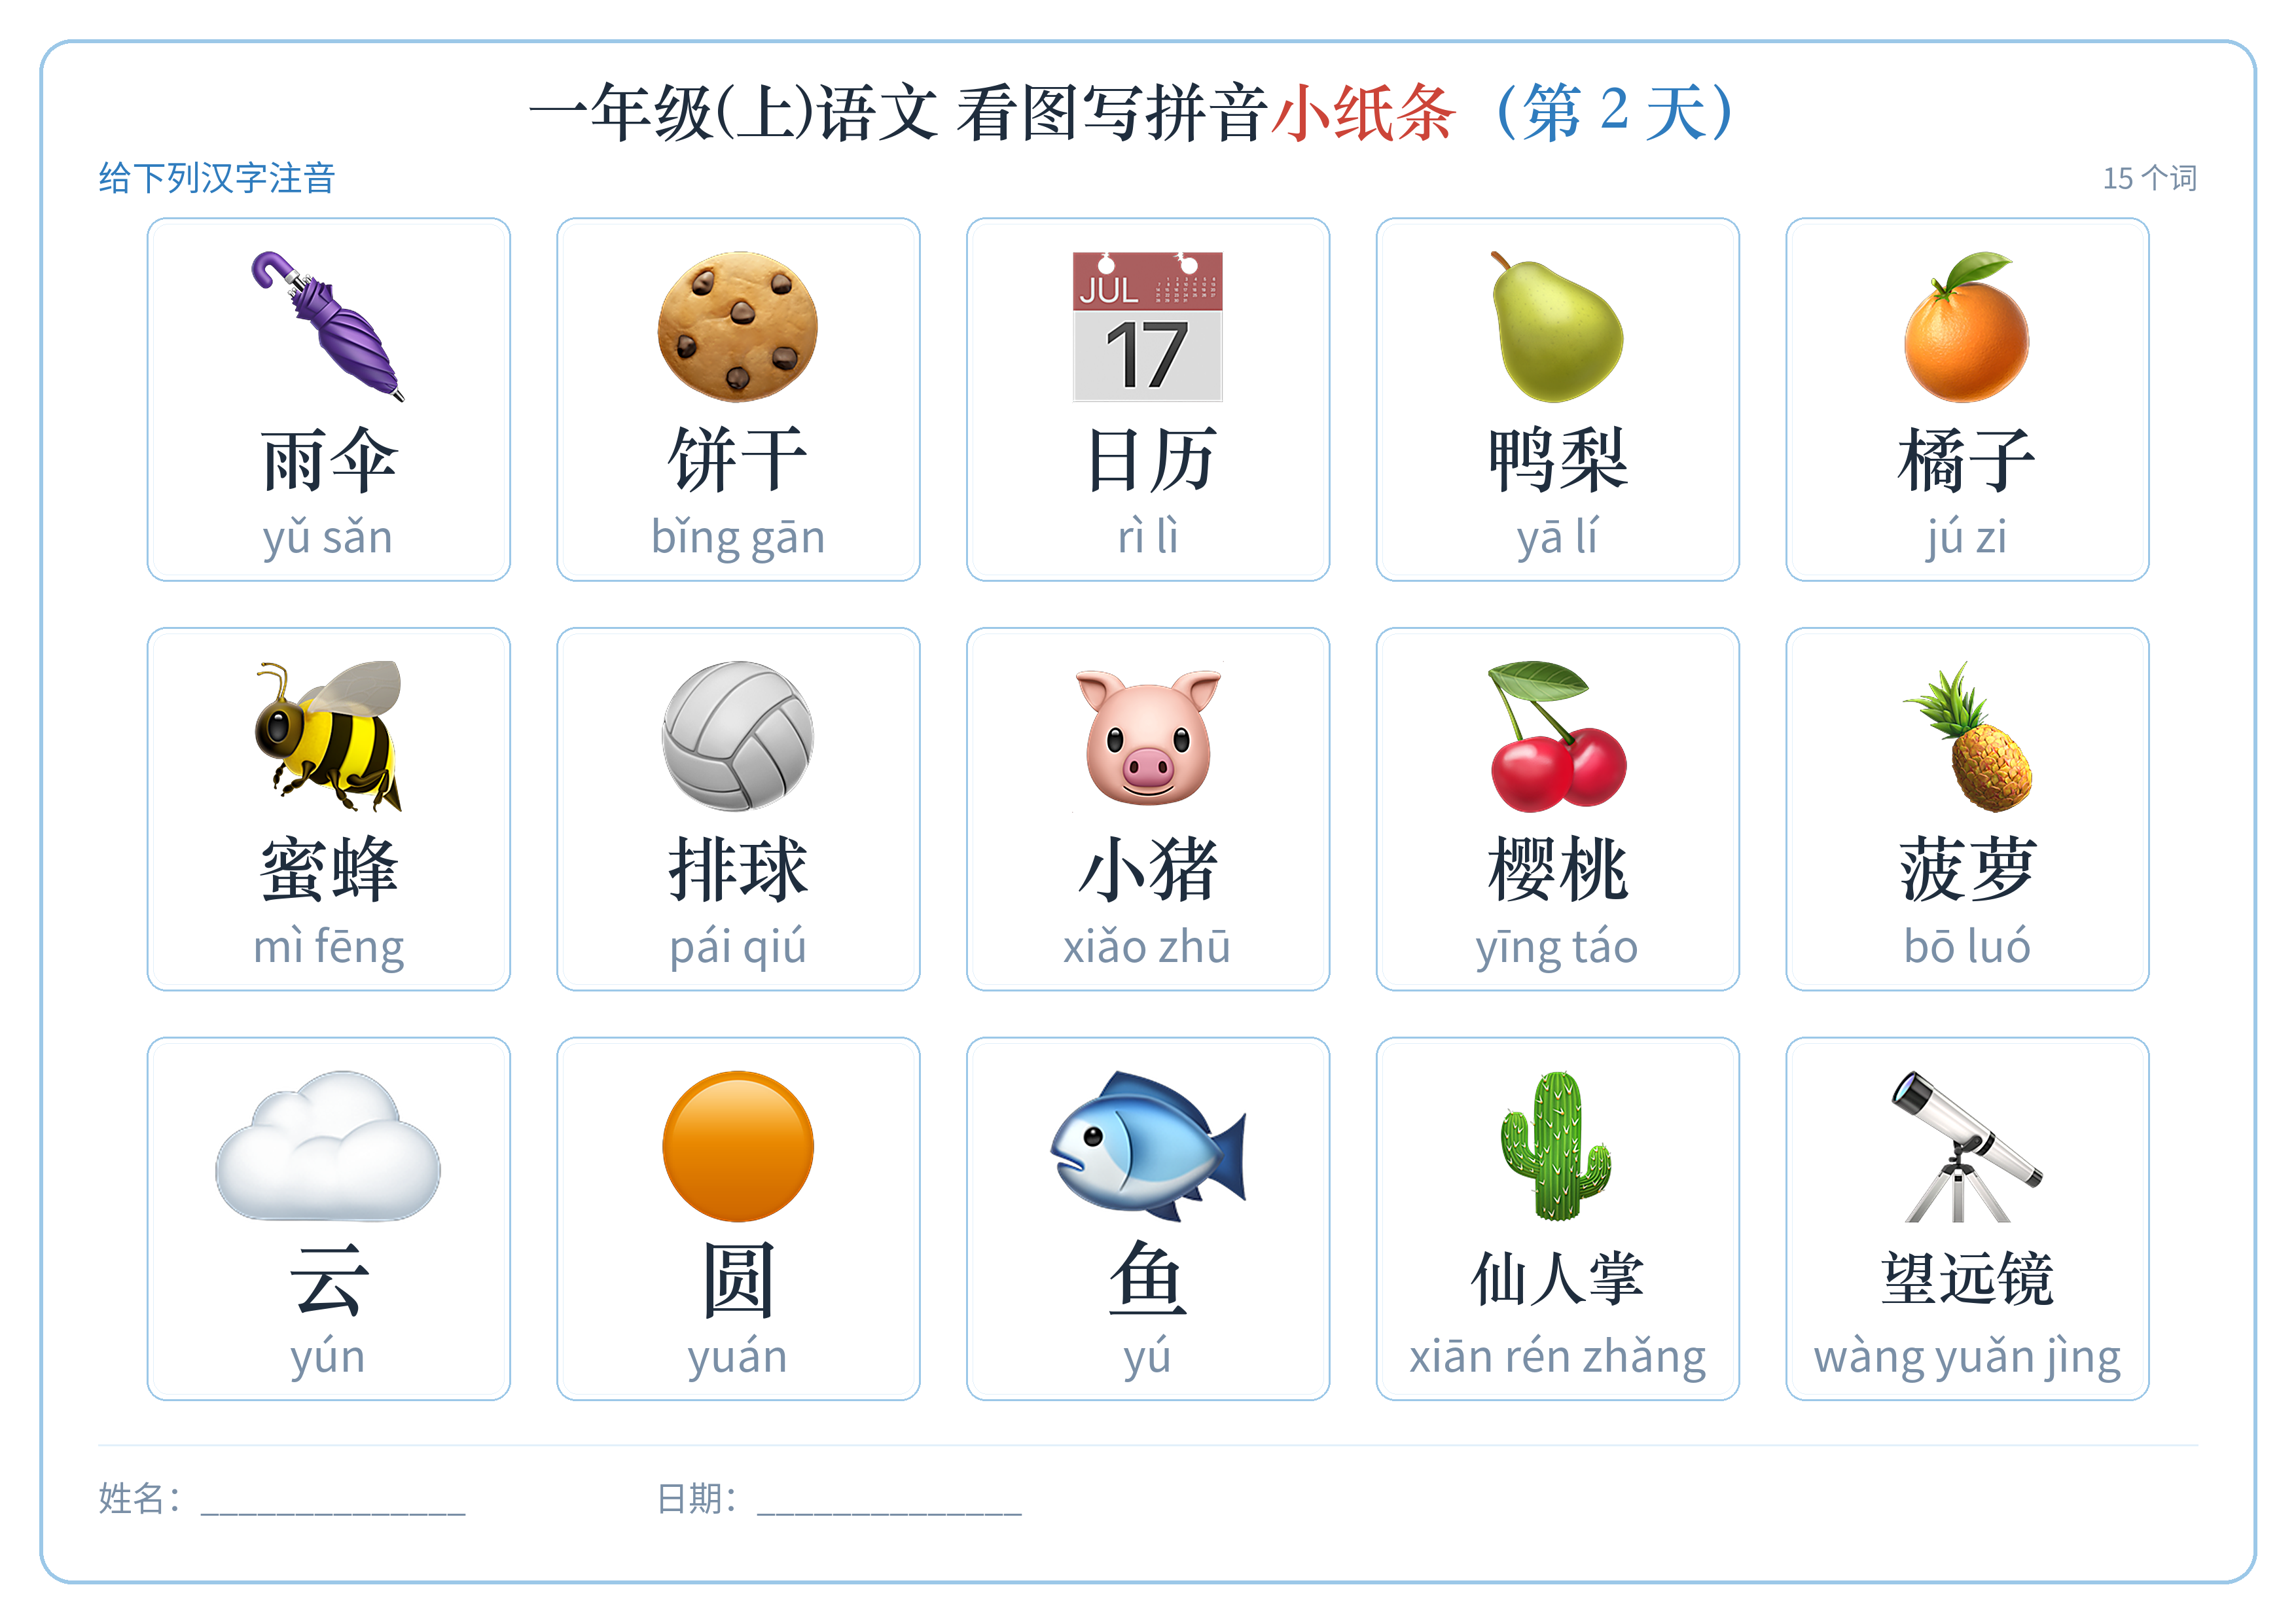 一年级(上)语文 看图写拼音小纸条（第 2 天）
给下列汉字注音
15 个词
JUL
17
雨伞
yǔ sǎn
饼干
bǐng gān
日历
rì lì
鸭梨
yā lí
橘子
jú zi
蜜蜂
mì fēng
排球
pái qiú
小猪
xiǎo zhū
樱桃
yīng táo
菠萝
bō luó
云
yún
圆
yuán
鱼
yú
仙人掌
xiān rén zhǎng
望远镜
wàng yuǎn jìng
姓名：______________
日期：______________